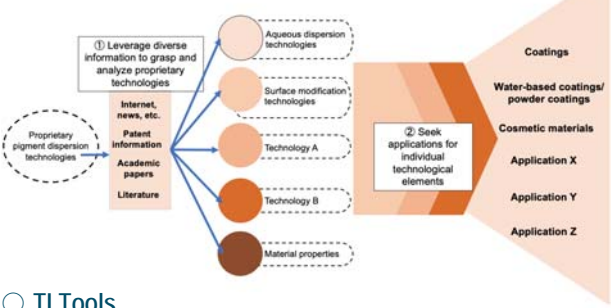 ① Leverage diverse
information to grasp and
analyze proprietary
technologies
Internet,
news, etc.
Patent
information
Academic
papers
Literature
Proprietary
pigment dispersion
technologies
Aqueous dispersion
technologies
Surface modification
technologies
Technology A
Technology B
Material properties
② Seek
applications for
individual
technological
elements
Coatings
Water-based coatings/
powder coatings
Cosmetic materials
Application X
Application Y
Application Z
○ TI Tools